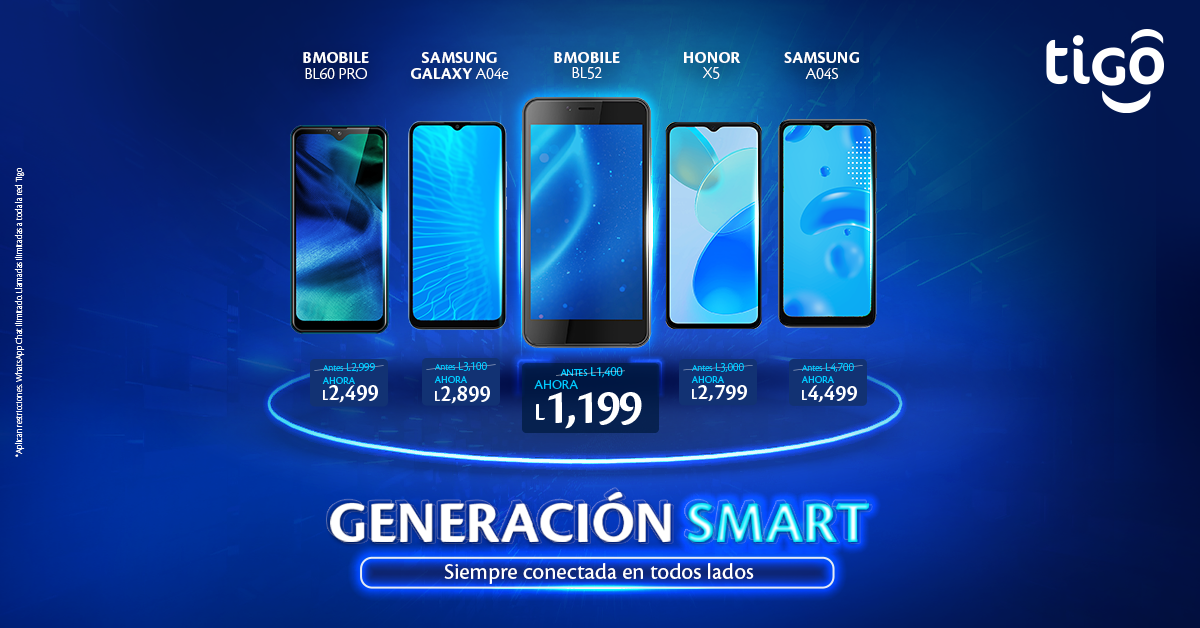 tigo
BMOBILE
BL60 PRO
SAMSUNG
GALAXY A04e
BMOBILE
BL52
HONOR
X5
SAMSUNG
A04S
Antes L2,999
AHORA
L2,499
Antes L3,100
AHORA
L2,899
ANTES L1,400
AHORA
L1,199
Antes L3,000
AHORA
L2,799
Antes L4,700
AHORA
L4,499
GENERACIÓN SMART
Siempre conectada en todos lados
*Aplican restricciones. WhatsApp Chat Ilimitado. Llamadas Ilimitadas a toda la red Tigo